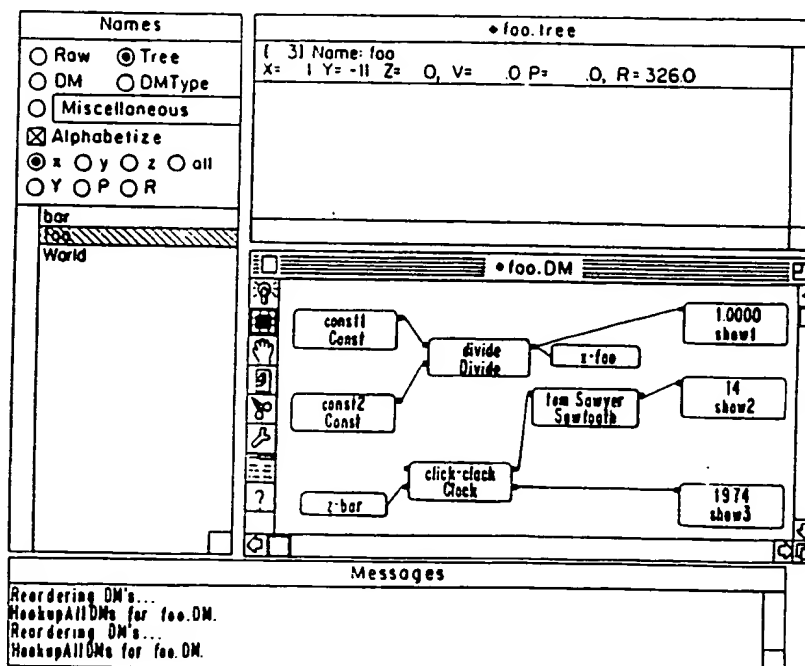 Names
Raw Tree
DM DMType
Miscellaneous
Alphabetize
x y z all
Y P R
bar
foo
World
foo.tree
[ 3] Name: foo
X= 1 Y= -11 Z= 0, V= .0 P= .0, R= 326.0
foo.DM
const1
Const
const2
Const
divide
Divide
x-foo
1.0000
show1
tom Sawyer
Sawtooth
14
show2
click-clack
Clock
z-bar
1974
show3
?
Messages
Reordering DM's...
HookupAllDMs for foo.DM.
Reordering DM's...
HookupAllDMs for foo.DM.